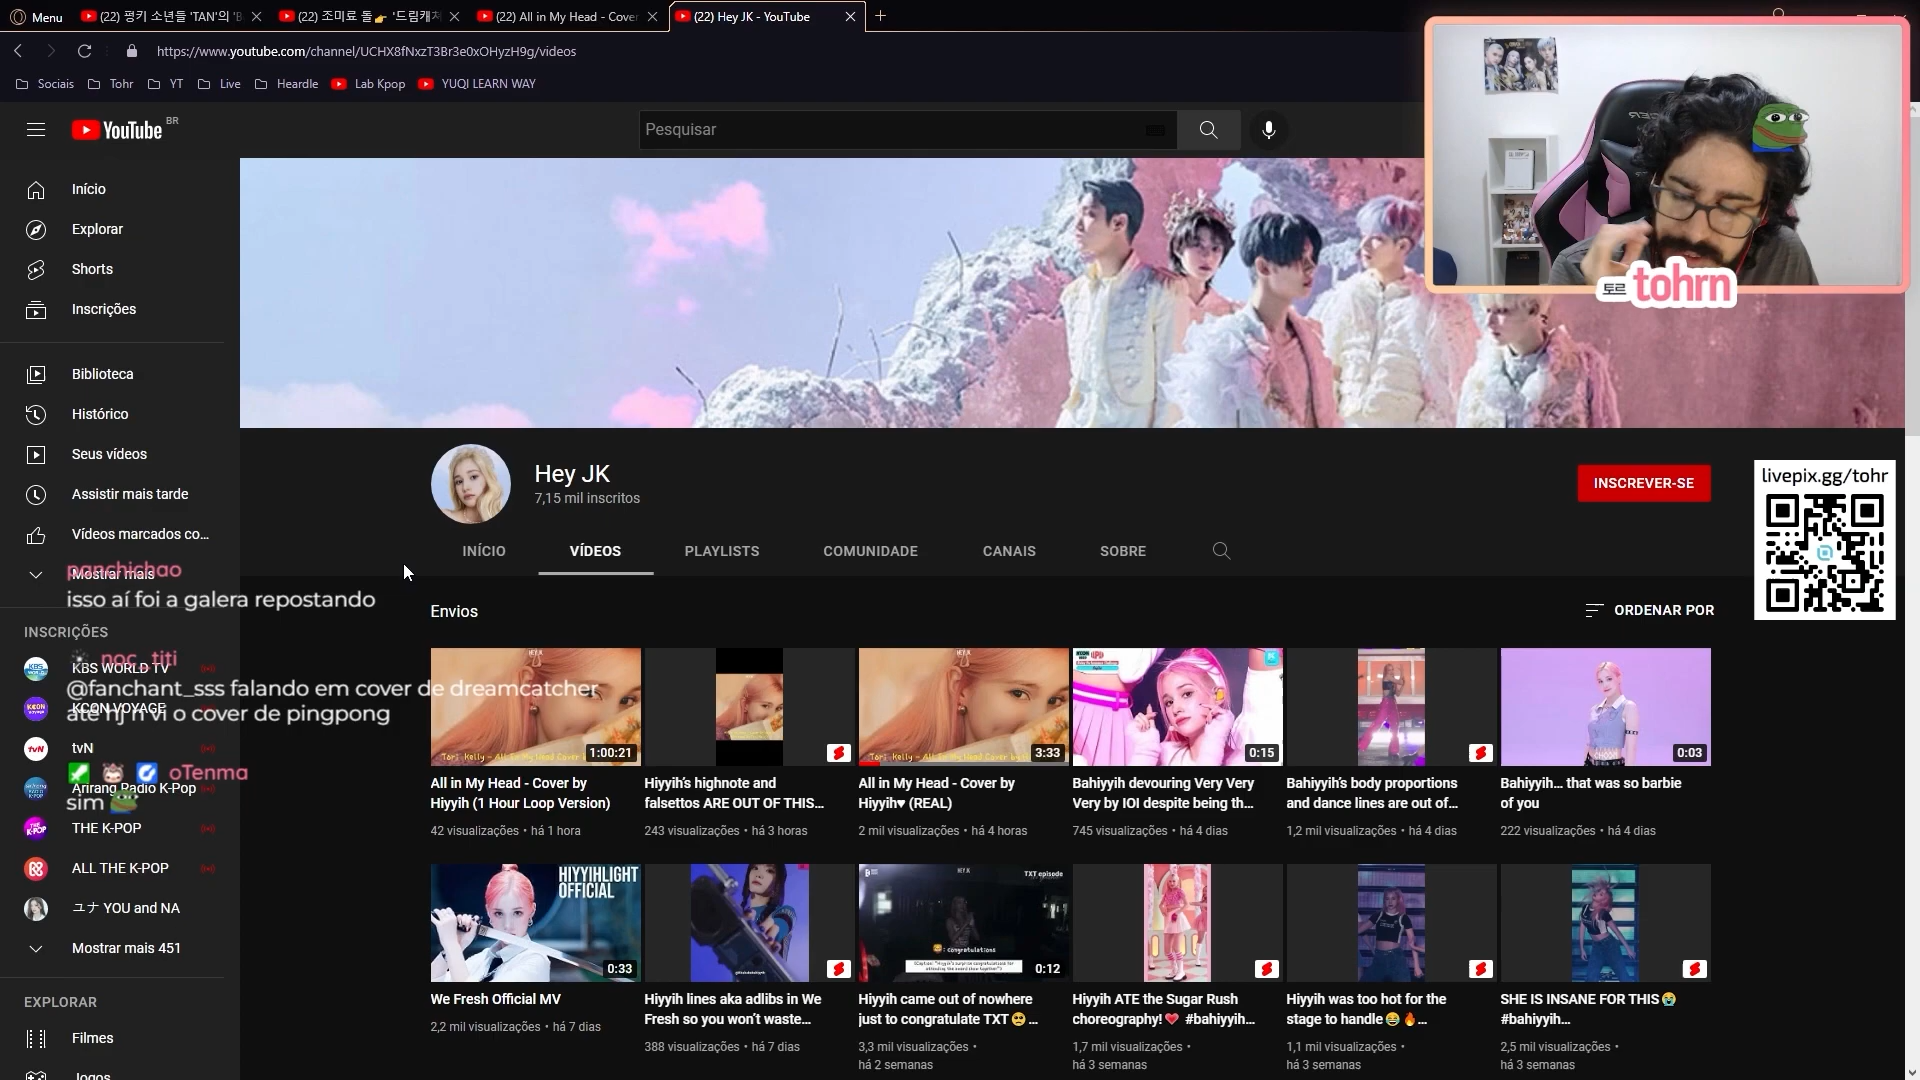 Menu
(22) 펑키 소년들 'TAN'의 'B
(22) 조미료 돌👉 '드림캐쳐
(22) All in My Head - Cover
(22) Hey JK - YouTube
https://www.youtube.com/channel/UCHX8fNxzT3Br3e0xOHyzH9g/videos
Sociais
Tohr
YT
Live
Heardle
Lab Kpop
YUQI LEARN WAY
YouTube BR
Pesquisar
토르 tohrn
Início
Explorar
Shorts
Inscrições
Biblioteca
Histórico
Seus vídeos
Assistir mais tarde
Vídeos marcados co...
Mostrar mais
panchichao
isso aí foi a galera repostando
INSCRIÇÕES
KBS WORLD TV
noc_titi
@fanchant_sss falando em cover de dreamcatcher
KCON VOYAGE
até hj n vi o cover de pingpong
tvN
oTenma
Arirang Radio K-Pop
sim
THE K-POP
ALL THE K-POP
ユナ YOU and NA
Mostrar mais 451
EXPLORAR
Filmes
Jogos
Hey JK
7,15 mil inscritos
INSCREVER-SE
livepix.gg/tohr
INÍCIO
VÍDEOS
PLAYLISTS
COMUNIDADE
CANAIS
SOBRE
Envios
ORDENAR POR
1:00:21
3:33
0:15
0:03
All in My Head - Cover by
Hiyyih (1 Hour Loop Version)
42 visualizações • há 1 hora
Hiyyih's highnote and
falsettos ARE OUT OF THIS...
243 visualizações • há 3 horas
All in My Head - Cover by
Hiyyih♥ (REAL)
2 mil visualizações • há 4 horas
Bahiyyih devouring Very Very
Very by IOI despite being th...
745 visualizações • há 4 dias
Bahiyyih's body proportions
and dance lines are out of...
1,2 mil visualizações • há 4 dias
Bahiyyih... that was so barbie
of you
222 visualizações • há 4 dias
HIYYIHLIGHT
OFFICIAL
0:33
HEY JK
TXT episode
: congratulations
0:12
We Fresh Official MV
2,2 mil visualizações • há 7 dias
Hiyyih lines aka adlibs in We
Fresh so you won't waste...
388 visualizações • há 7 dias
Hiyyih came out of nowhere
just to congratulate TXT🥺...
3,3 mil visualizações •
há 2 semanas
Hiyyih ATE the Sugar Rush
choreography!❤️ #bahiyyih...
1,7 mil visualizações •
há 3 semanas
Hiyyih was too hot for the
stage to handle😆🔥...
1,1 mil visualizações •
há 3 semanas
SHE IS INSANE FOR THIS😭
#bahiyyih...
2,5 mil visualizações •
há 3 semanas